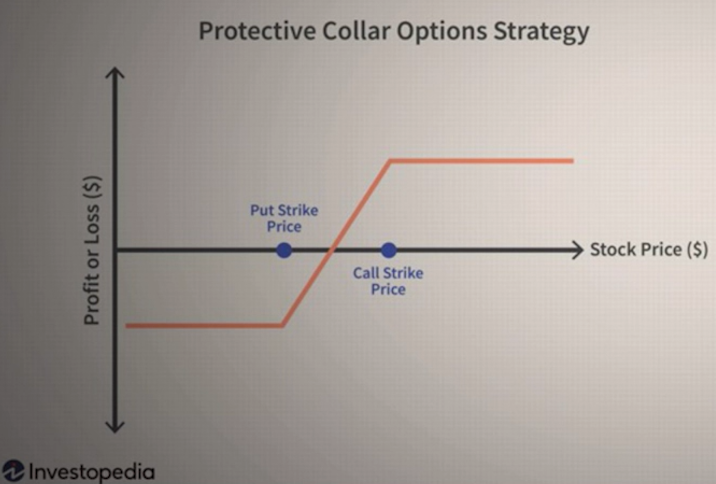 Protective Collar Options Strategy
Profit or Loss ($)
Put Strike
Price
Stock Price ($)
Call Strike
Price
Investopedia